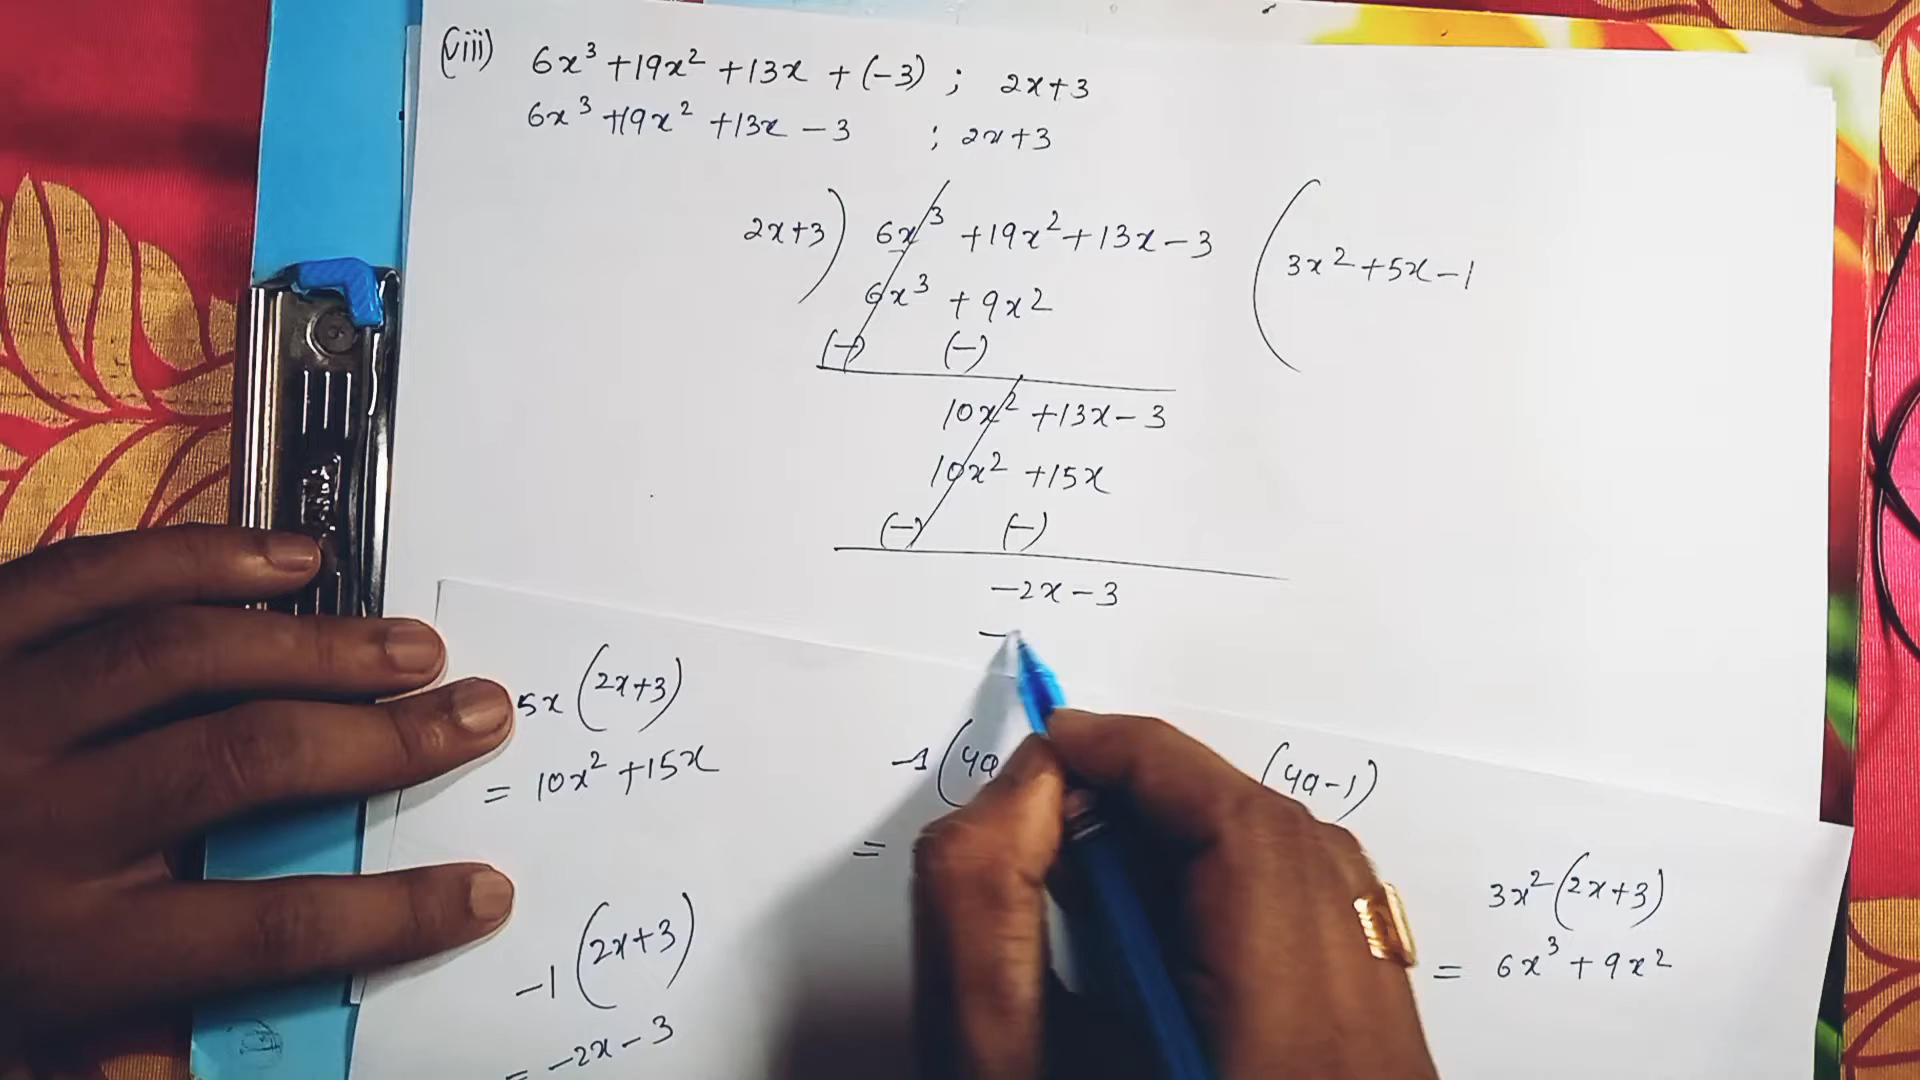 (viii) 6x³ + 19x² + 13x + (-3) ; 2x+3
6x³ + 19x² + 13x - 3 ; 2x+3
2x+3) 6x³ + 19x² + 13x - 3 (3x² + 5x - 1
6x³ + 9x²
(-) (-)
10x² + 13x - 3
10x² + 15x
(-) (-)
-2x - 3
-
5x (2x+3)
= 10x² + 15x
-1 (4a
=
(4a-1)
-1 (2x+3)
= -2x - 3
3x² (2x+3)
= 6x³ + 9x²